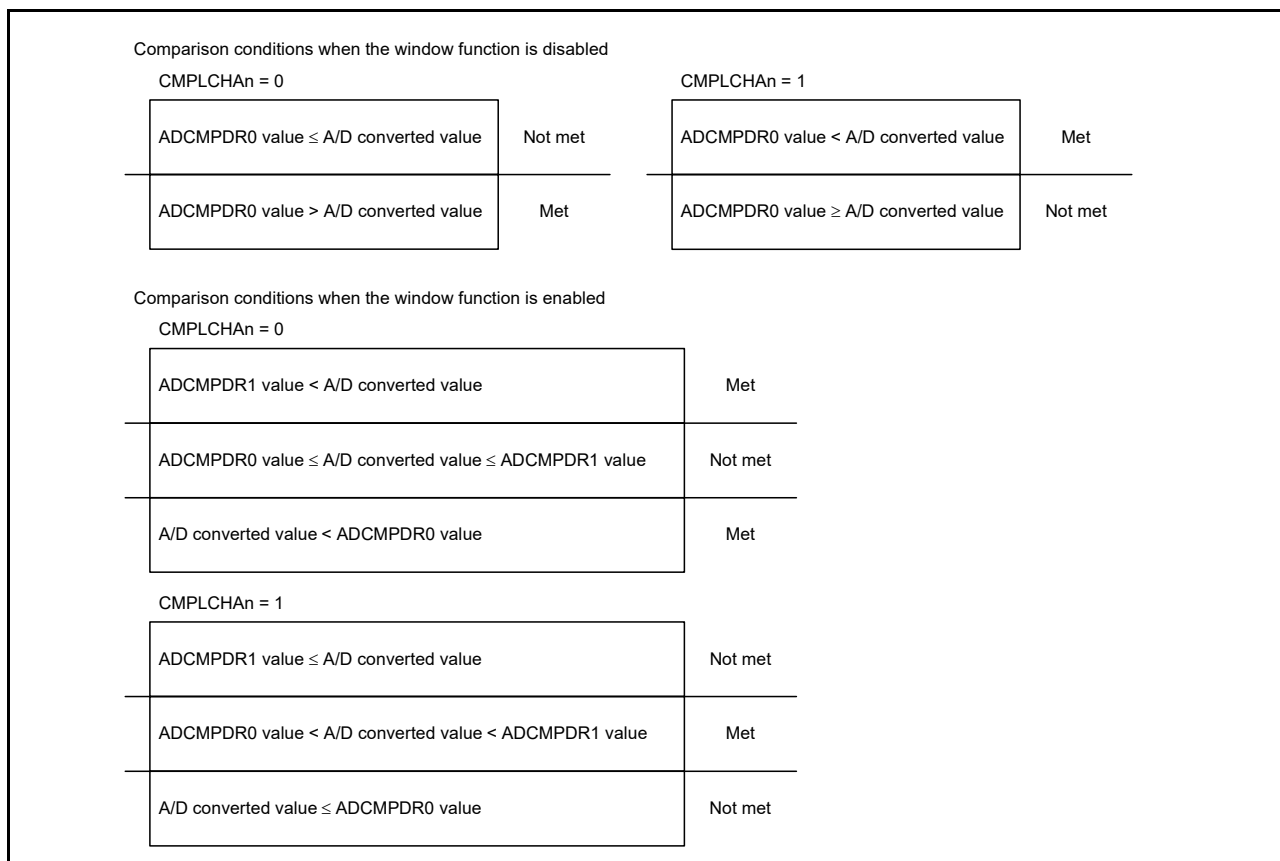 Comparison conditions when the window function is disabled
CMPLCHAn = 0
ADCMPDR0 value ≤ A/D converted value Not met
ADCMPDR0 value > A/D converted value Met
CMPLCHAn = 1
ADCMPDR0 value < A/D converted value Met
ADCMPDR0 value ≥ A/D converted value Not met
Comparison conditions when the window function is enabled
CMPLCHAn = 0
ADCMPDR1 value < A/D converted value Met
ADCMPDR0 value ≤ A/D converted value ≤ ADCMPDR1 value Not met
A/D converted value < ADCMPDR0 value Met
CMPLCHAn = 1
ADCMPDR1 value ≤ A/D converted value Not met
ADCMPDR0 value < A/D converted value < ADCMPDR1 value Met
A/D converted value ≤ ADCMPDR0 value Not met